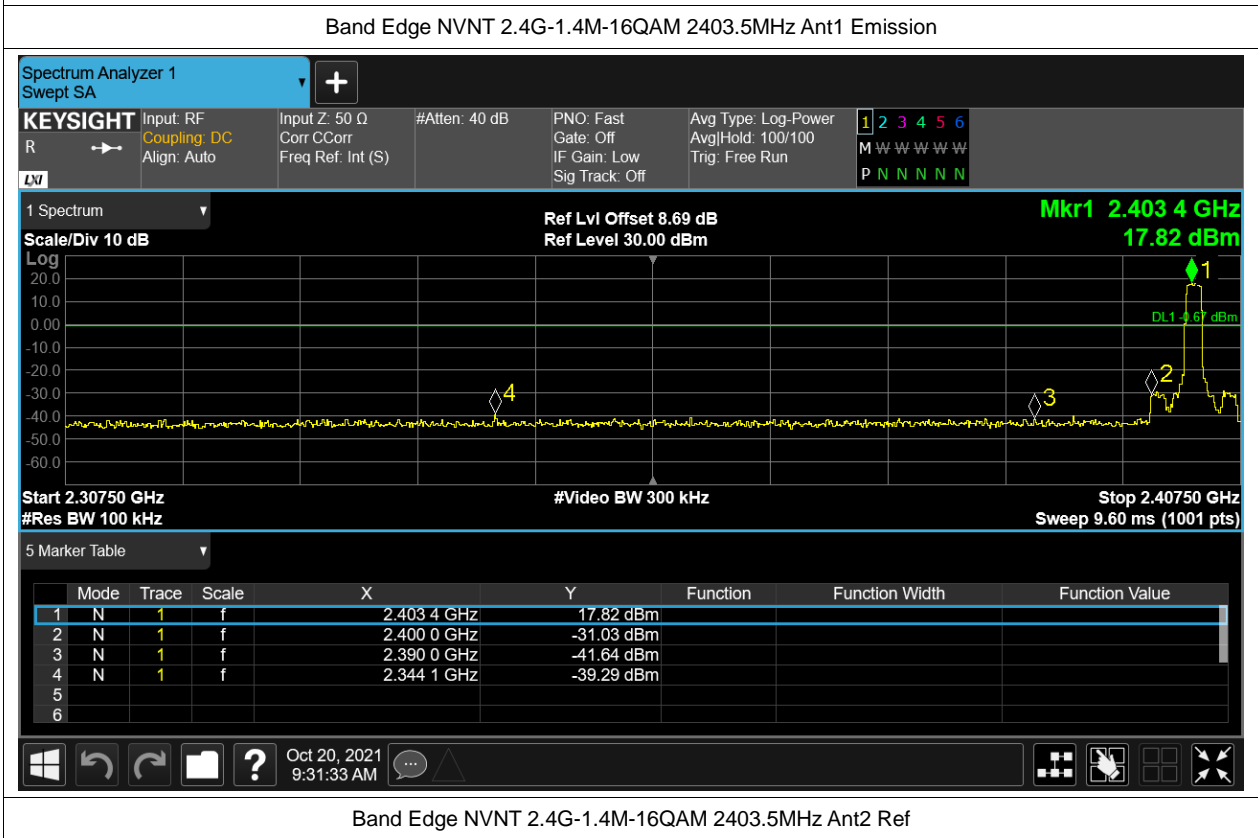 Band Edge NVNT 2.4G-1.4M-16QAM 2403.5MHz Ant1 Emission
Spectrum Analyzer 1
Swept SA
KEYSIGHT
R
LXI
Input: RF
Coupling: DC
Align: Auto
Input Z: 50 Ω
Corr CCorr
Freq Ref: Int (S)
#Atten: 40 dB
PNO: Fast
Gate: Off
IF Gain: Low
Sig Track: Off
Avg Type: Log-Power
Avg|Hold: 100/100
Trig: Free Run
1 2 3 4 5 6
M W W W W W
P N N N N N
1 Spectrum
Scale/Div 10 dB
Ref Lvl Offset 8.69 dB
Ref Level 30.00 dBm
Mkr1 2.403 4 GHz
17.82 dBm
Log
20.0
10.0
0.00
-10.0
-20.0
-30.0
-40.0
-50.0
-60.0
1
DL1 -0.67 dBm
2
3
4
Start 2.30750 GHz
#Video BW 300 kHz
Stop 2.40750 GHz
#Res BW 100 kHz
Sweep 9.60 ms (1001 pts)
5 Marker Table
Mode Trace Scale X Y Function Function Width Function Value
1 N 1 f 2.403 4 GHz 17.82 dBm
2 N 1 f 2.400 0 GHz -31.03 dBm
3 N 1 f 2.390 0 GHz -41.64 dBm
4 N 1 f 2.344 1 GHz -39.29 dBm
5
6
?
Oct 20, 2021
9:31:33 AM
Band Edge NVNT 2.4G-1.4M-16QAM 2403.5MHz Ant2 Ref